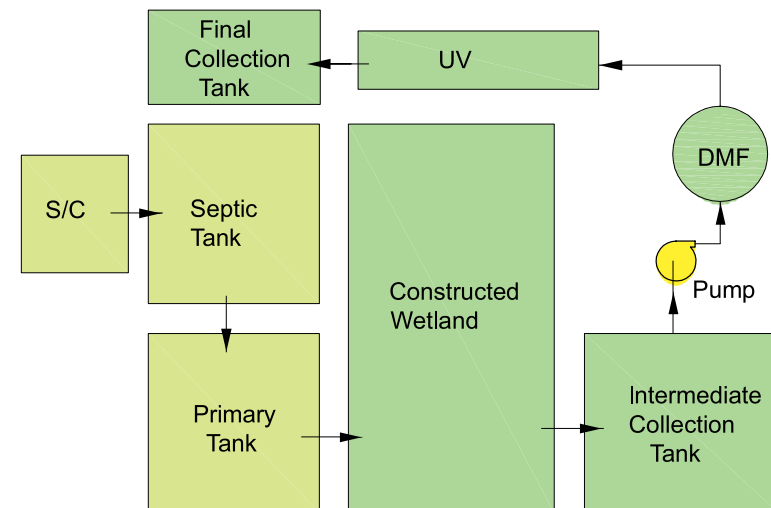 Final
Collection
Tank
UV
DMF
S/C
Septic
Tank
Constructed
Wetland
Pump
Primary
Tank
Intermediate
Collection
Tank